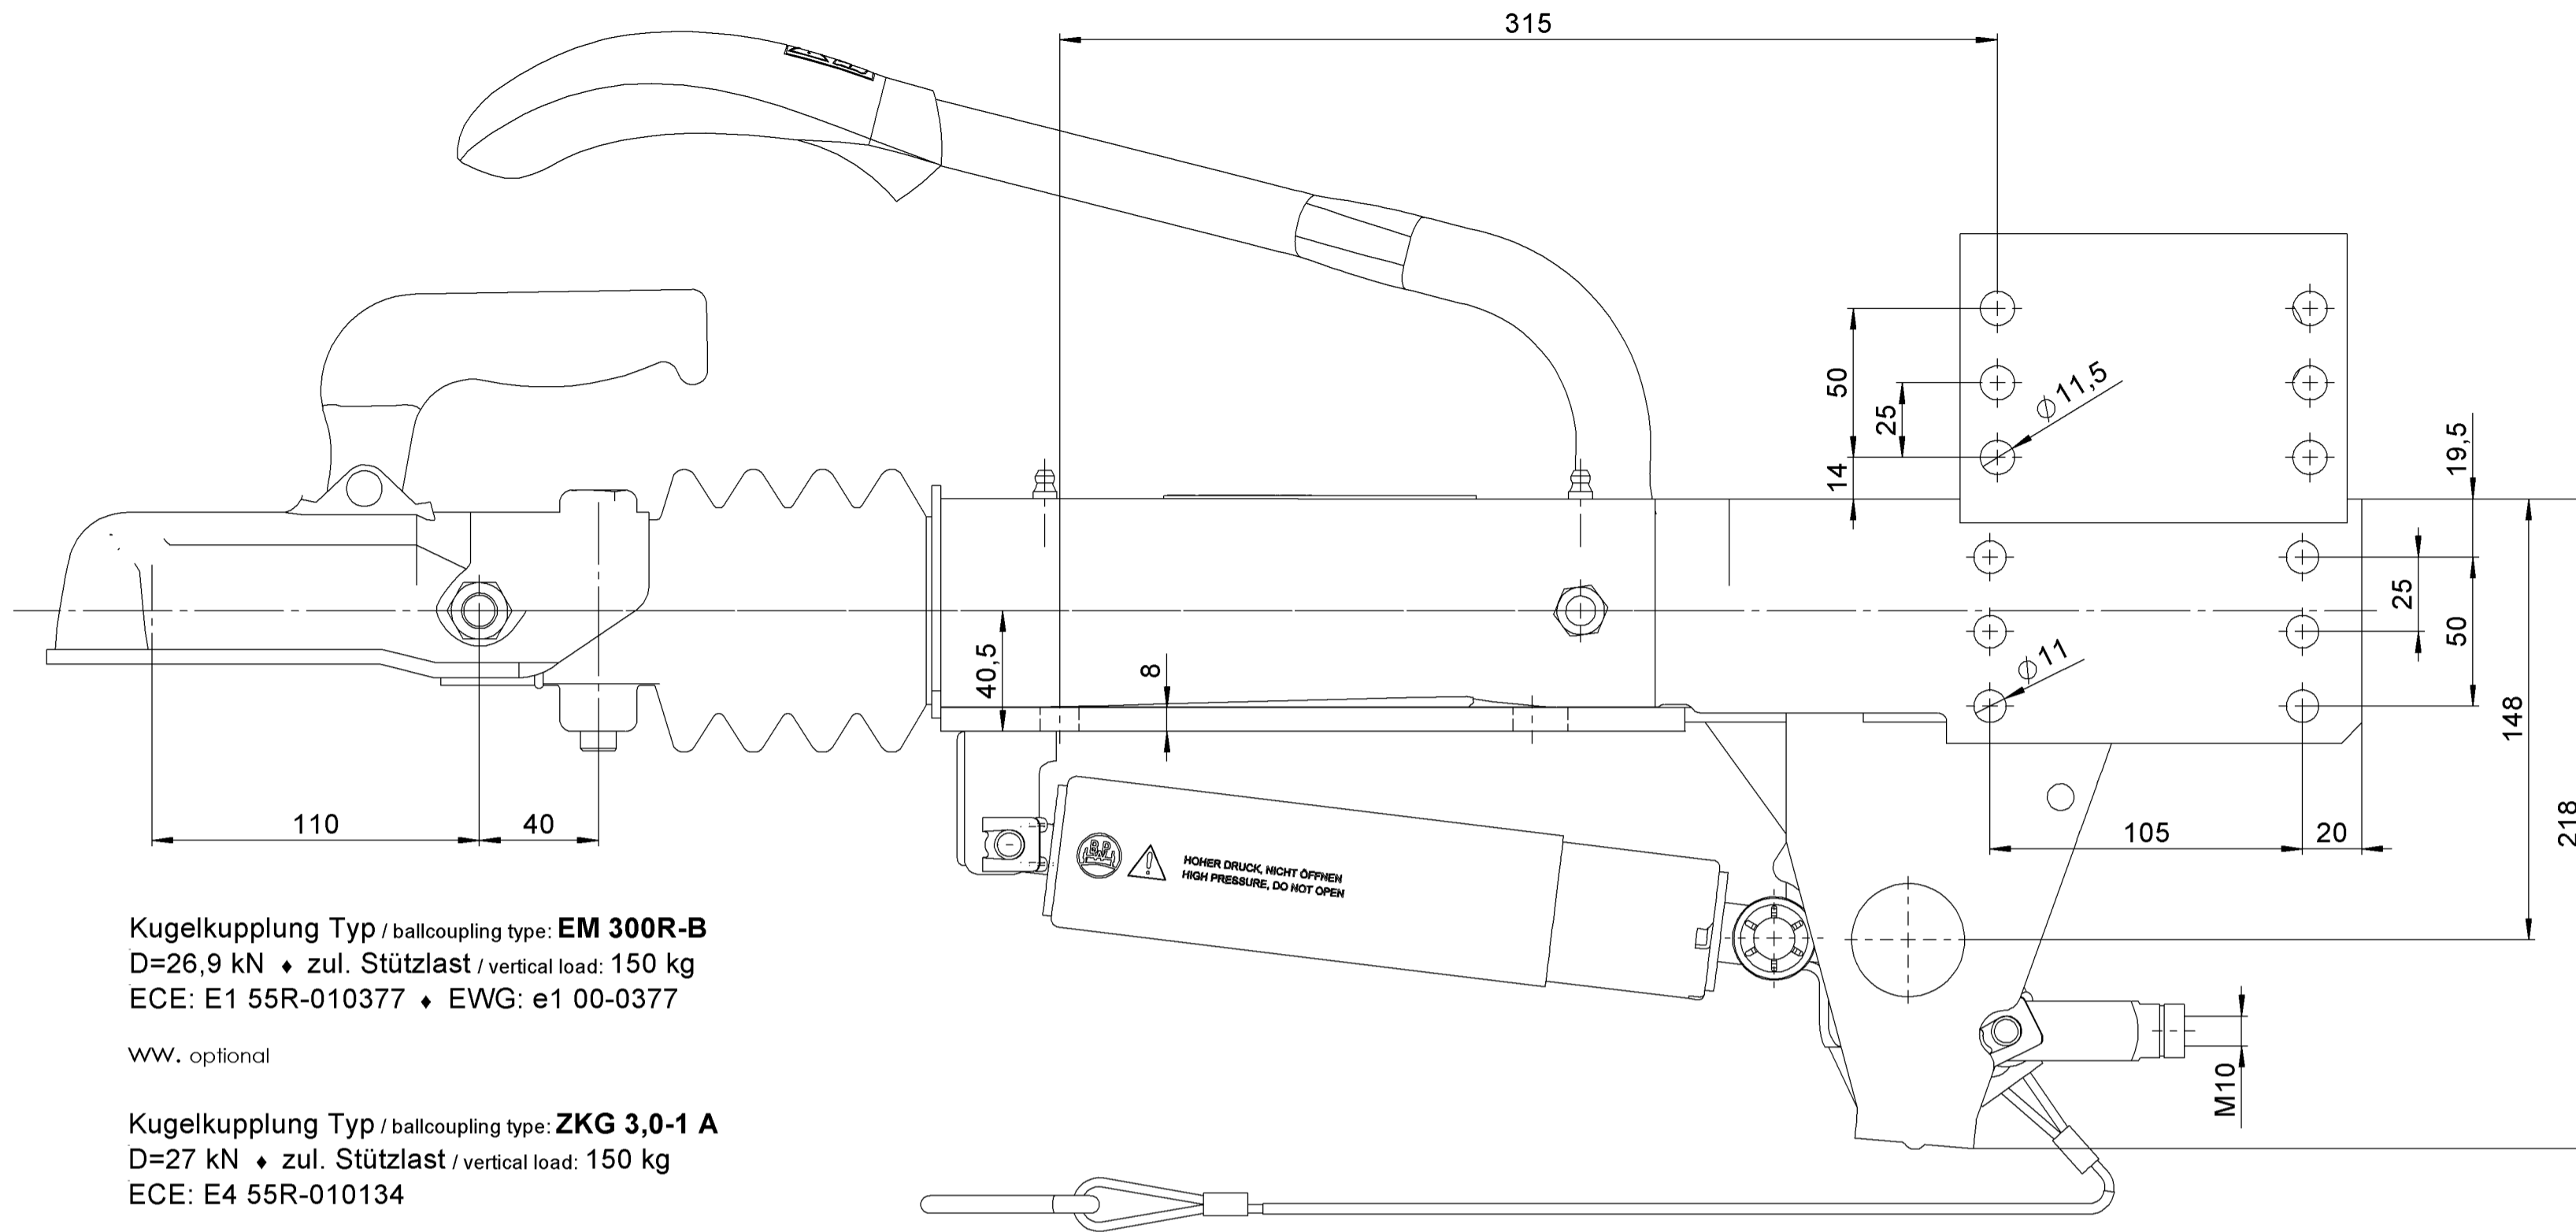 315
50
25
14
⌀ 11,5
19,5
25
50
148
218
⌀ 11
40,5
8
110
40
105
20
M10
HOHER DRUCK, NICHT ÖFFNEN
HIGH PRESSURE, DO NOT OPEN
Kugelkupplung Typ / ballcoupling type: EM 300R-B
D=26,9 kN ♦ zul. Stützlast / vertical load: 150 kg
ECE: E1 55R-010377 ♦ EWG: e1 00-0377
ww. optional
Kugelkupplung Typ / ballcoupling type: ZKG 3,0-1 A
D=27 kN ♦ zul. Stützlast / vertical load: 150 kg
ECE: E4 55R-010134